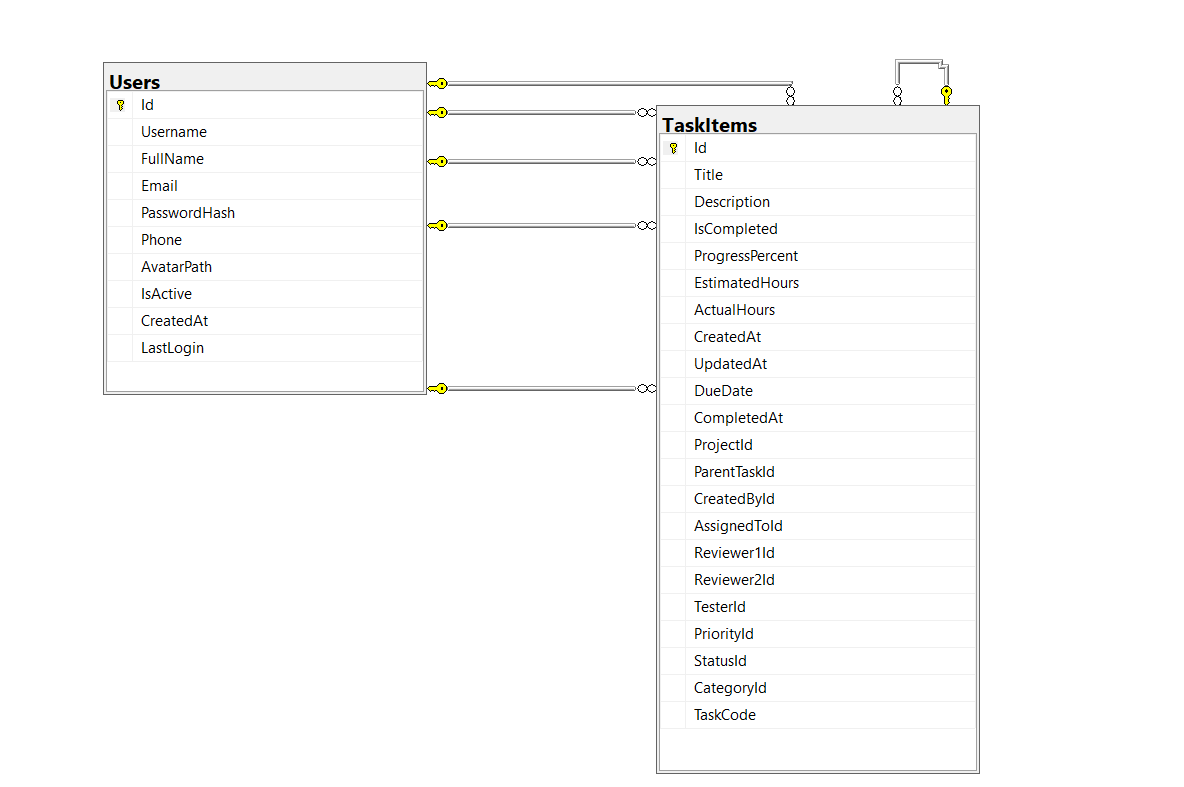 Users
Id
Username
FullName
Email
PasswordHash
Phone
AvatarPath
IsActive
CreatedAt
LastLogin
TaskItems
Id
Title
Description
IsCompleted
ProgressPercent
EstimatedHours
ActualHours
CreatedAt
UpdatedAt
DueDate
CompletedAt
ProjectId
ParentTaskId
CreatedById
AssignedToId
Reviewer1Id
Reviewer2Id
TesterId
PriorityId
StatusId
CategoryId
TaskCode